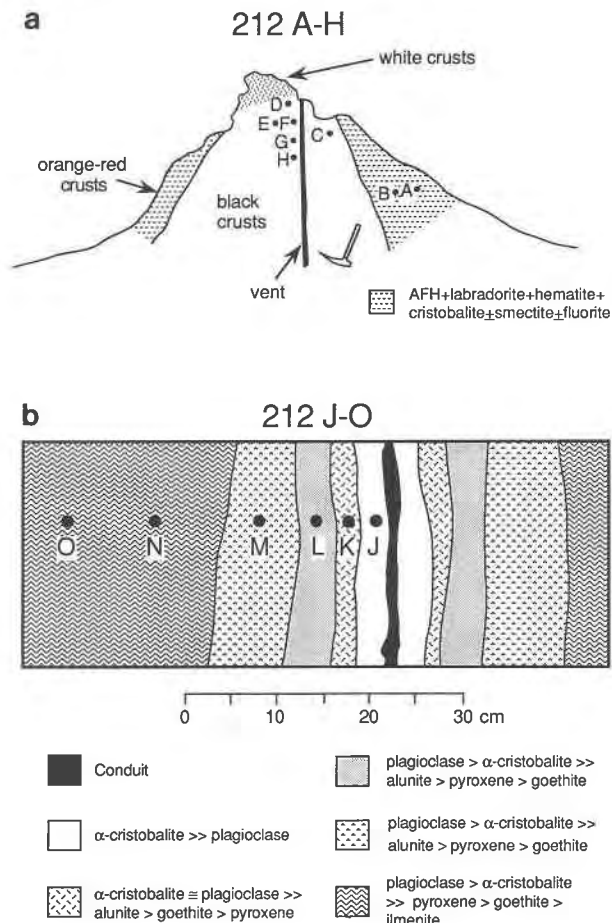 a
212 A-H
white crusts
D
E F
C
G
H
orange-red
crusts
B A
black
crusts
vent
AFH+labradorite+hematite+
cristobalite±smectite±fluorite
b
212 J-O
O N M L K J
0 10 20 30 cm
Conduit
α-cristobalite >> plagioclase
α-cristobalite ≅ plagioclase >>
alunite > goethite > pyroxene
plagioclase > α-cristobalite >>
alunite > pyroxene > goethite
plagioclase > α-cristobalite >>
alunite > pyroxene > goethite
plagioclase > α-cristobalite
>> pyroxene > goethite >
ilmenite